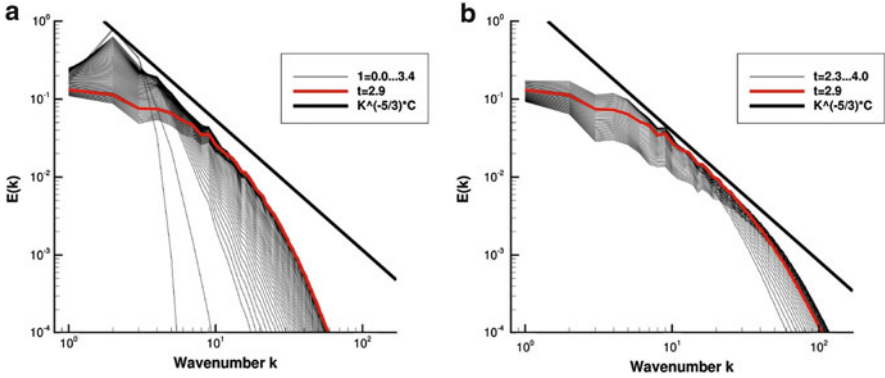 a
10^0
10^-1
10^-2
10^-3
10^-4
E(k)
10^0
10^1
10^2
Wavenumber k
1=0.0...3.4
t=2.9
K^(-5/3)*C
b
10^0
10^-1
10^-2
10^-3
10^-4
E(k)
10^0
10^1
10^2
Wavenumber k
t=2.3...4.0
t=2.9
K^(-5/3)*C